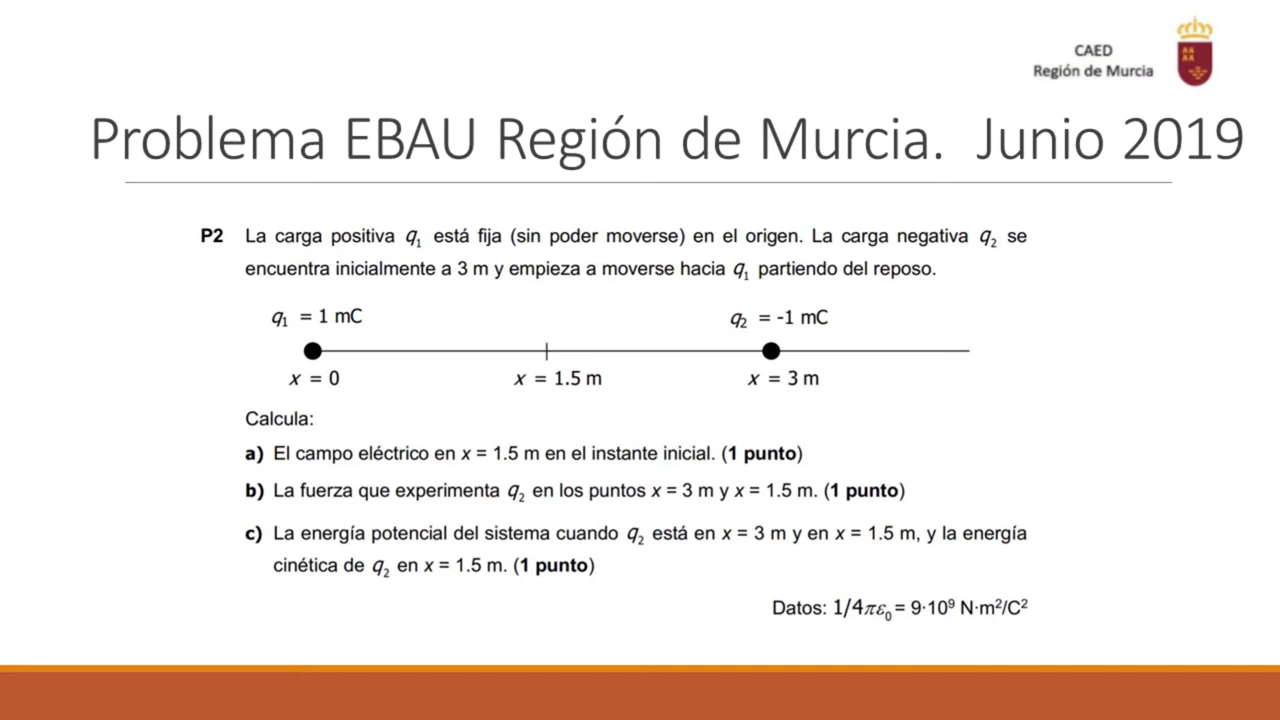 CAED
Región de Murcia
Problema EBAU Región de Murcia. Junio 2019
P2 La carga positiva q₁ está fija (sin poder moverse) en el origen. La carga negativa q₂ se
encuentra inicialmente a 3 m y empieza a moverse hacia q₁ partiendo del reposo.
q₁ = 1 mC q₂ = -1 mC
x = 0 x = 1.5 m x = 3 m
Calcula:
a) El campo eléctrico en x = 1.5 m en el instante inicial. (1 punto)
b) La fuerza que experimenta q₂ en los puntos x = 3 m y x = 1.5 m. (1 punto)
c) La energía potencial del sistema cuando q₂ está en x = 3 m y en x = 1.5 m, y la energía
cinética de q₂ en x = 1.5 m. (1 punto)
Datos: 1/4πε₀ = 9·10⁹ N·m²/C²